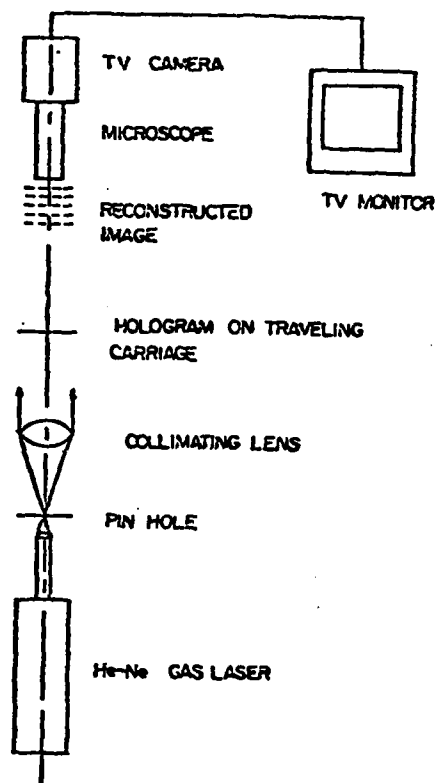 TV CAMERA
MICROSCOPE
TV MONITOR
RECONSTRUCTED
IMAGE
HOLOGRAM ON TRAVELING
CARRIAGE
COLLIMATING LENS
PIN HOLE
He-Ne GAS LASER